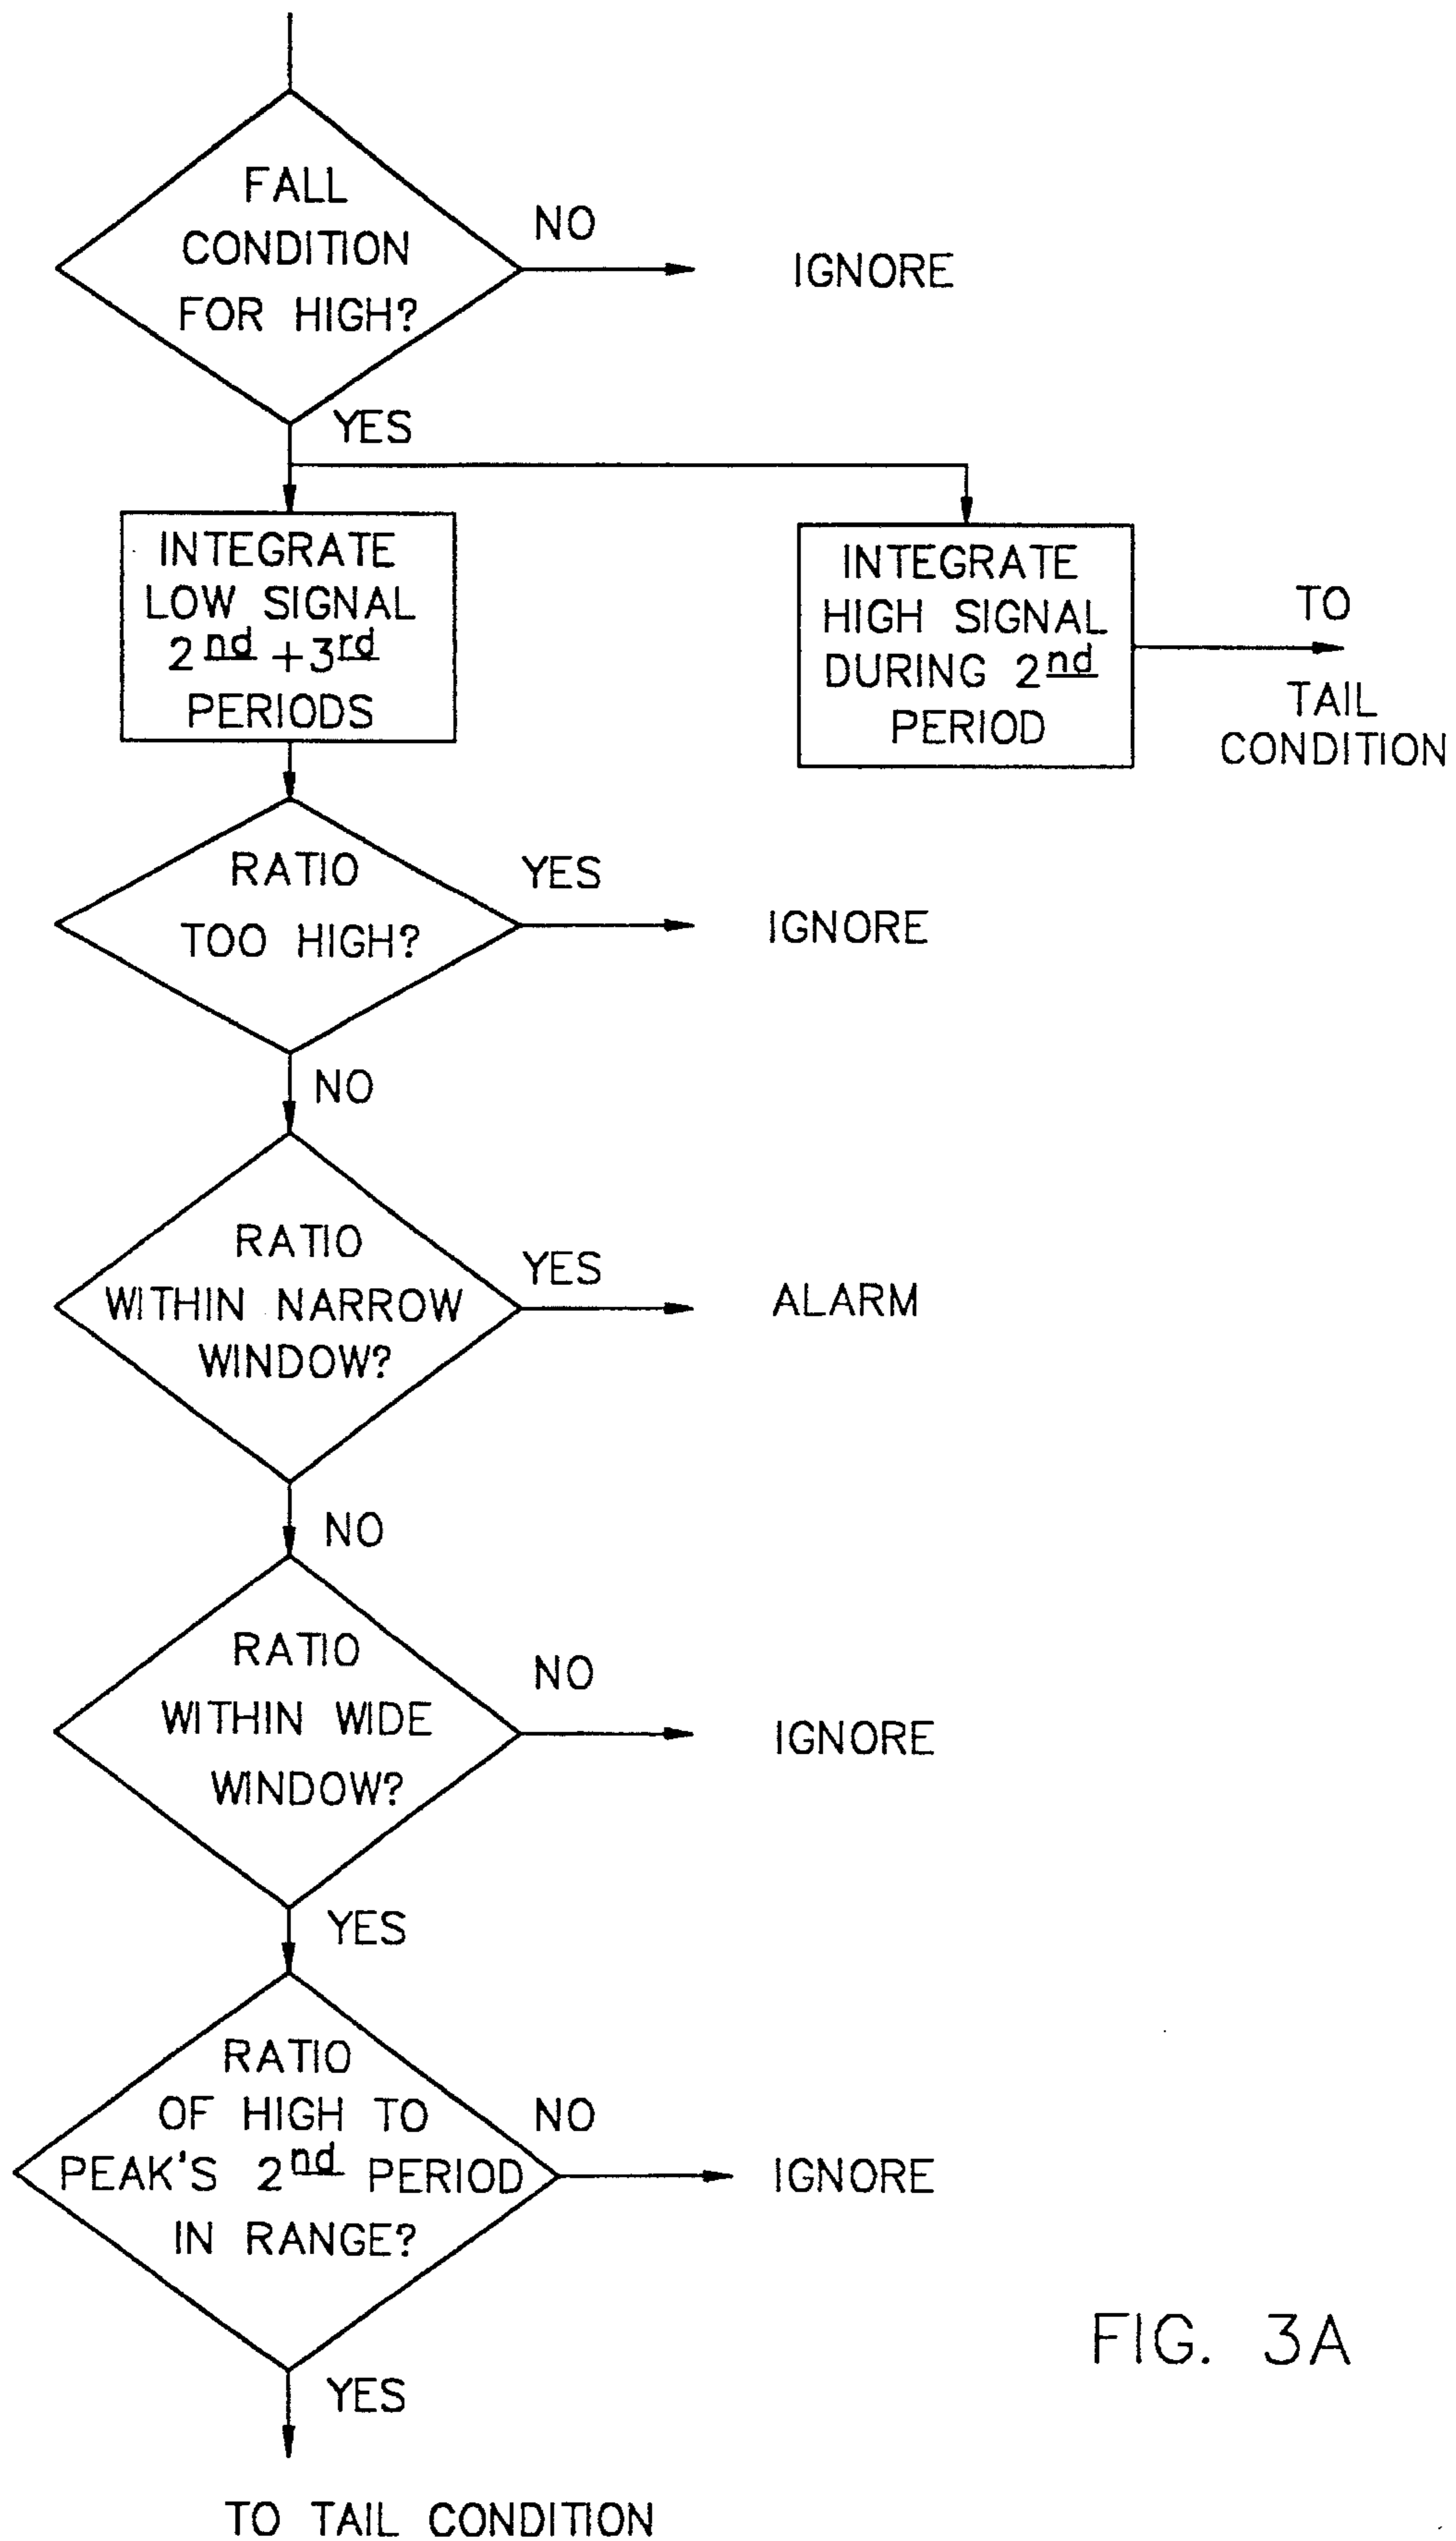 FALL
CONDITION
FOR HIGH?
NO
IGNORE
YES
INTEGRATE
LOW SIGNAL
2nd +3rd
PERIODS
INTEGRATE
HIGH SIGNAL
DURING 2nd
PERIOD
TO
TAIL
CONDITION
RATIO
TOO HIGH?
YES
IGNORE
NO
RATIO
WITHIN NARROW
WINDOW?
YES
ALARM
NO
RATIO
WITHIN WIDE
WINDOW?
NO
IGNORE
YES
RATIO
OF HIGH TO
PEAK'S 2nd PERIOD
IN RANGE?
NO
IGNORE
YES
TO TAIL CONDITION
FIG. 3A